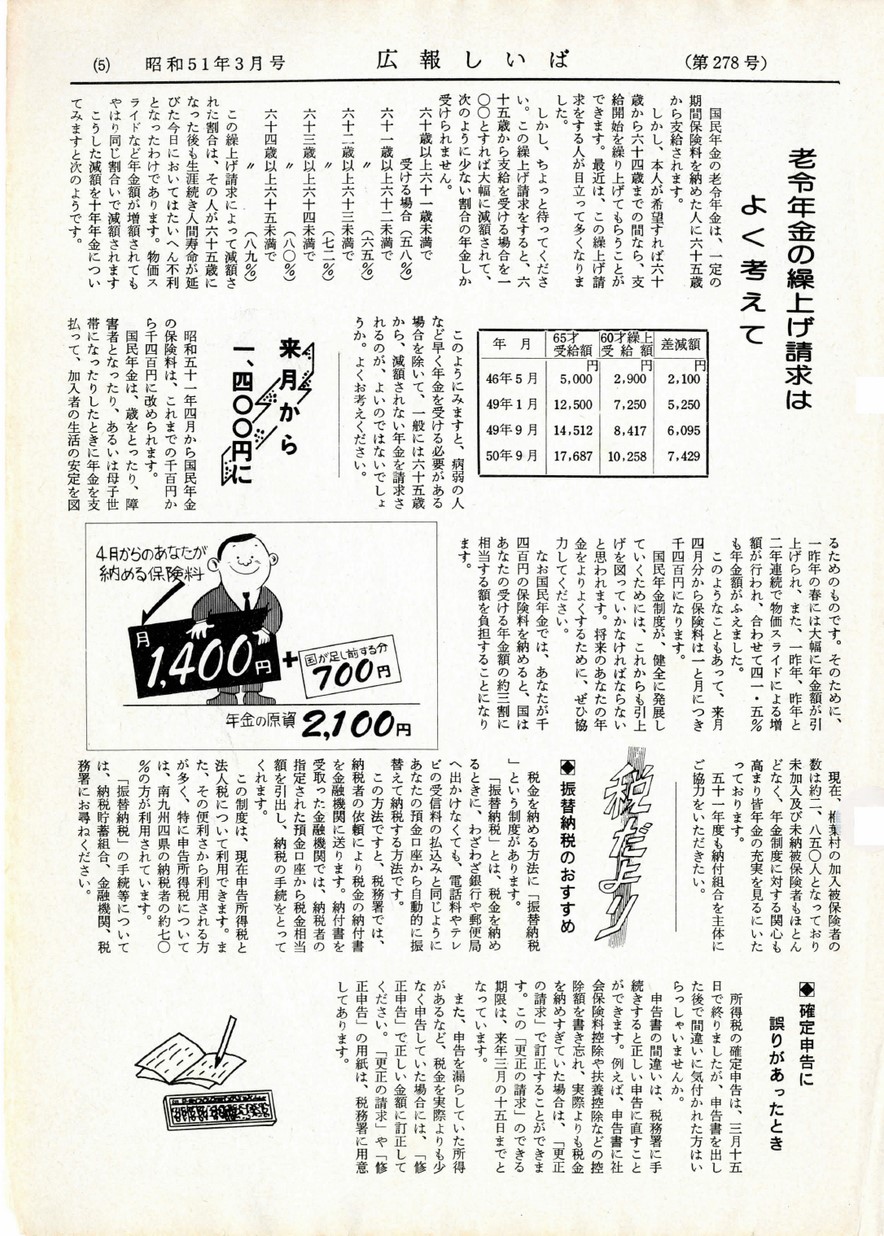 (5)　昭和51年3月号　広報しいば　（第278号）
老令年金の繰上げ請求は
よく考えて
国民年金の老令年金は、一定の
期間保険料を納めた人に六十五歳
から支給されます。
しかし、本人が希望すれば六十
歳から六十四歳までの間なら、支
給開始を繰り上げてもらうことが
できます。最近は、この繰上げ請
求をする人が目立って多くなりま
した。
しかし、ちょっと待ってくださ
い。この繰上げ請求をすると、六
十五歳から支給を受ける場合を一
〇〇とすれば大幅に減額されて、
次のように少ない割合の年金しか
受けられません。
六十歳以上六十一歳未満で
受ける場合（五八％）
六十一歳以上六十二未満で
〃　（六五％）
六十二歳以上六十三未満で
〃　（七二％）
六十三歳以上六十四未満で
〃　（八〇％）
六十四歳以上六十五未満で
〃　（八九％）
この繰上げ請求によって減額さ
れた割合は、その人が六十五歳に
なった後も生涯続き人間寿命が延
びた今日においてはたいへん不利
となったわけであります。物価ス
ライドなど年金額が増額されても
やはり同じ割合いで減額されます
こうした減額を十年年金につい
てみますと次のようです。
年　月　65才受給額　60才繰上受給額　差減額
円　円　円
46年5月　5,000　2,900　2,100
49年1月　12,500　7,250　5,250
49年9月　14,512　8,417　6,095
50年9月　17,687　10,258　7,429
このようにみますと、病弱の人
など早く年金を受ける必要がある
場合を除いて、一般には六十五歳
から、減額されない年金を請求さ
れるのが、よいのではないでしょ
うか。よくお考えください。
来月から
一、四〇〇円に
昭和五十一年四月から国民年金
の保険料は、これまでの千百円か
ら千四百円に改められます。
国民年金は、歳をとったり、障
害者となったり、あるいは母子世
帯になったりしたときに年金を支
払って、加入者の生活の安定を図
るためのものです。そのために、
一昨年の春には大幅に年金額が引
上げられ、また、一昨年、昨年と
二年連続で物価スライドによる増
額が行われ、合わせて四一・五％
も年金額がふえました。
このようなこともあって、来月
四月分から保険料は一と月につき
千四百円になります。
国民年金制度が、健全に発展し
ていくためには、これからも引上
げを図っていかなければならない
と思われます。将来のあなたの年
金をよりよくするために、ぜひ協
力してください。
なお国民年金では、あなたが千
四百円の保険料を納めると、国は
あなたの受ける年金額の約三割に
相当する額を負担することになり
ます。
4月からのあなたが
納める保険料
月1,400円
＋
国が足し前する分
700円
年金の原資 2,100円
現在、椎葉村の加入被保険者の
数は約二、八五〇人となっており
未加入及び未納被保険者もほとん
どなく、年金制度に対する関心も
高まり皆年金の充実を見るにいた
っております。
五十一年度も納付組合を主体に
ご協力をいただきたい。
税だより
◆振替納税のおすすめ
税金を納める方法に「振替納税
」という制度があります。
「振替納税」とは、税金を納め
るときに、わざわざ銀行や郵便局
へ出かけなくても、電話料やテレ
ビの受信料の払込みと同じように
あなたの預金口座から自動的に振
替えて納税する方法です。
この方法ですと、税務署では、
納税者の依頼により税金の納付書
を金融機関に送ります。納付書を
受取った金融機関では、納税者の
指定された預金口座から税金相当
額を引出し、納税の手続をとって
くれます。
この制度は、現在申告所得税と
法人税について利用できます。ま
た、その便利さから利用される方
が多く、特に申告所得税について
は、南九州四県の納税者の約七〇
％の方が利用されています。
「振替納税」の手続等について
は、納税貯蓄組合、金融機関、税
務署にお尋ねください。
◆確定申告に
誤りがあったとき
所得税の確定申告は、三月十五
日で終りましたが、申告書を出し
た後で間違いに気付かれた方はい
らっしゃいませんか。
申告書の間違いは、税務署に手
続きすると正しい申告に直すこと
ができます。例えば、申告書に社
会保険料控除や扶養控除などの控
除額を書き忘れ、実際よりも税金
を納めすぎていた場合は、「更正
の請求」で訂正することができま
す。この「更正の請求」のできる
期限は、来年三月の十五日までと
なっています。
また、申告を漏らしていた所得
があるなど、税金を実際よりも少
なく申告していた場合には、「修
正申告」で正しい金額に訂正して
ください。「更正の請求」や「修
正申告」の用紙は、税務署に用意
してあります。